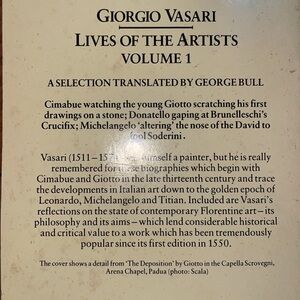 GIORGIO VASARI
LIVES OF THE ARTISTS
VOLUME 1
A SELECTION TRANSLATED BY GEORGE BULL
Cimabue watching the young Giotto scratching his first
drawings on a stone; Donatello gaping at Brunelleschi's
Crucifix; Michelangelo 'altering' the nose of the David to
fool Soderini.
Vasari (1511–157 himself a painter, but he is really
remembered for these biographies which begin with
Cimabue and Giotto in the late thirteenth century and trace
the developments in Italian art down to the golden epoch of
Leonardo, Michelangelo and Titian. Included are Vasari's
reflections on the state of contemporary Florentine art – its
philosophy and its aims – which lend considerable historical
and critical value to a work which has been tremendously
popular since its first edition in 1550.
The cover shows a detail from 'The Deposition' by Giotto in the Capella Scrovegni,
Arena Chapel, Padua (photo: Scala)